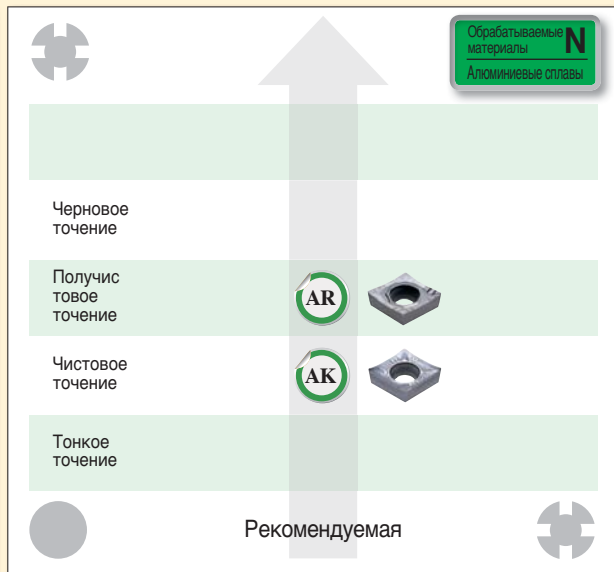 Обрабатываемые
материалы N
Алюминиевые сплавы
Черновое
точение
Получис
товое
точение
AR
Чистовое
точение
AK
Тонкое
точение
Рекомендуемая